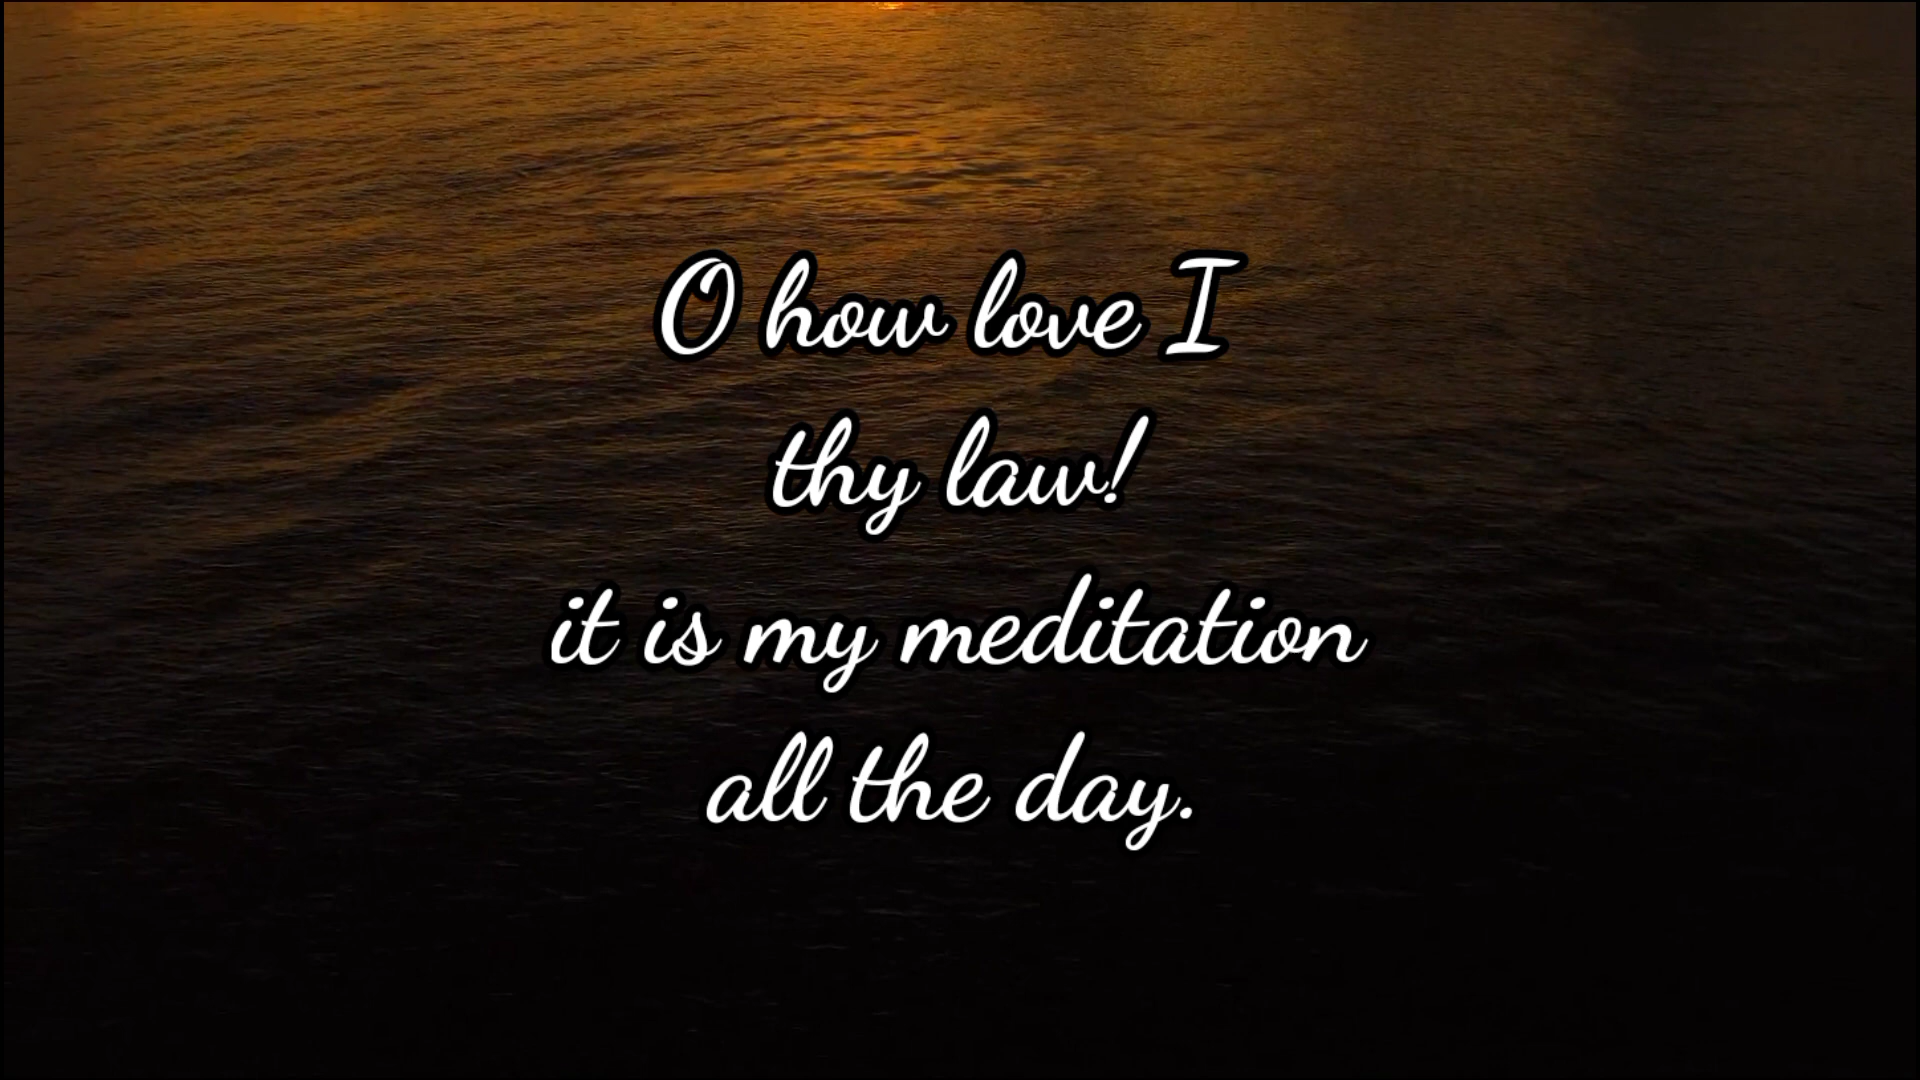 O how love I
thy law!
it is my meditation
all the day.